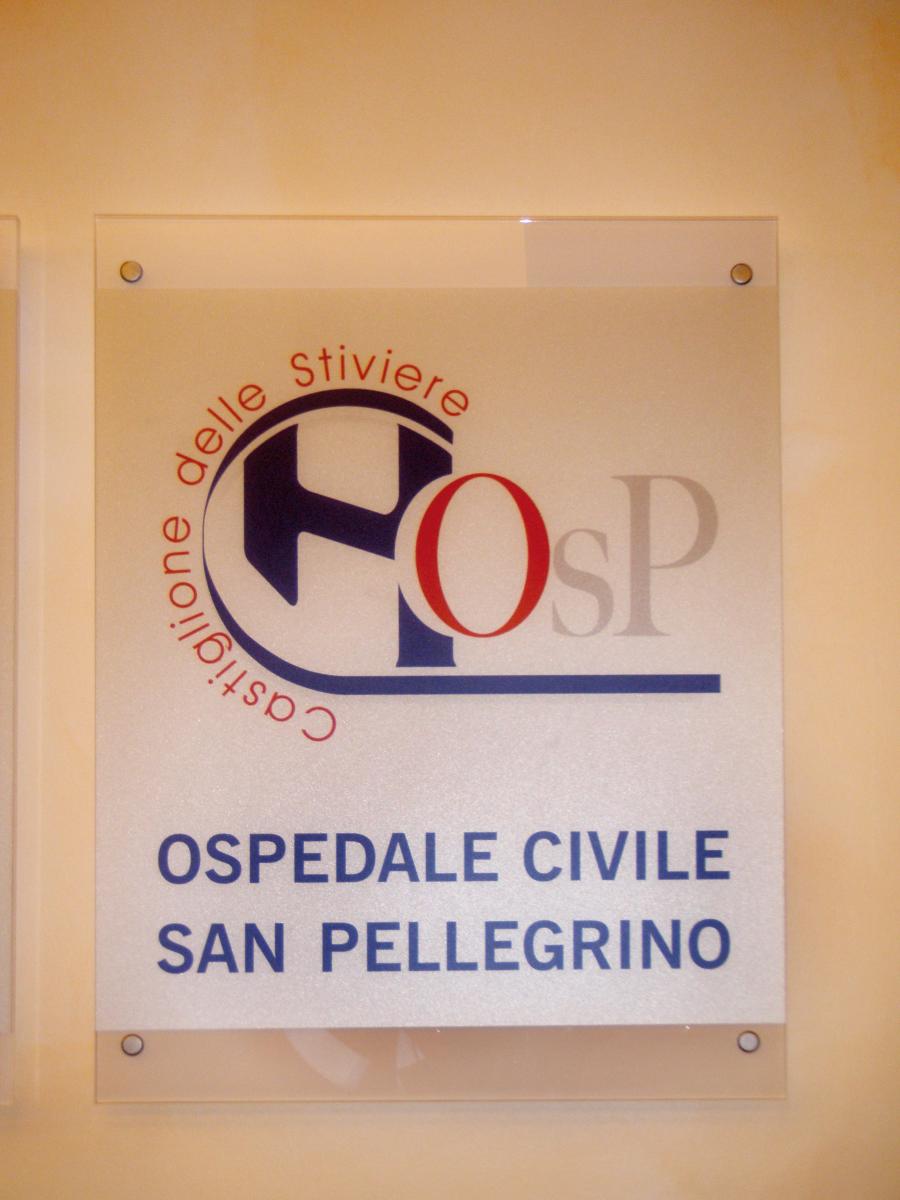 Castiglione delle Stiviere
HOsP
OSPEDALE CIVILE
SAN PELLEGRINO